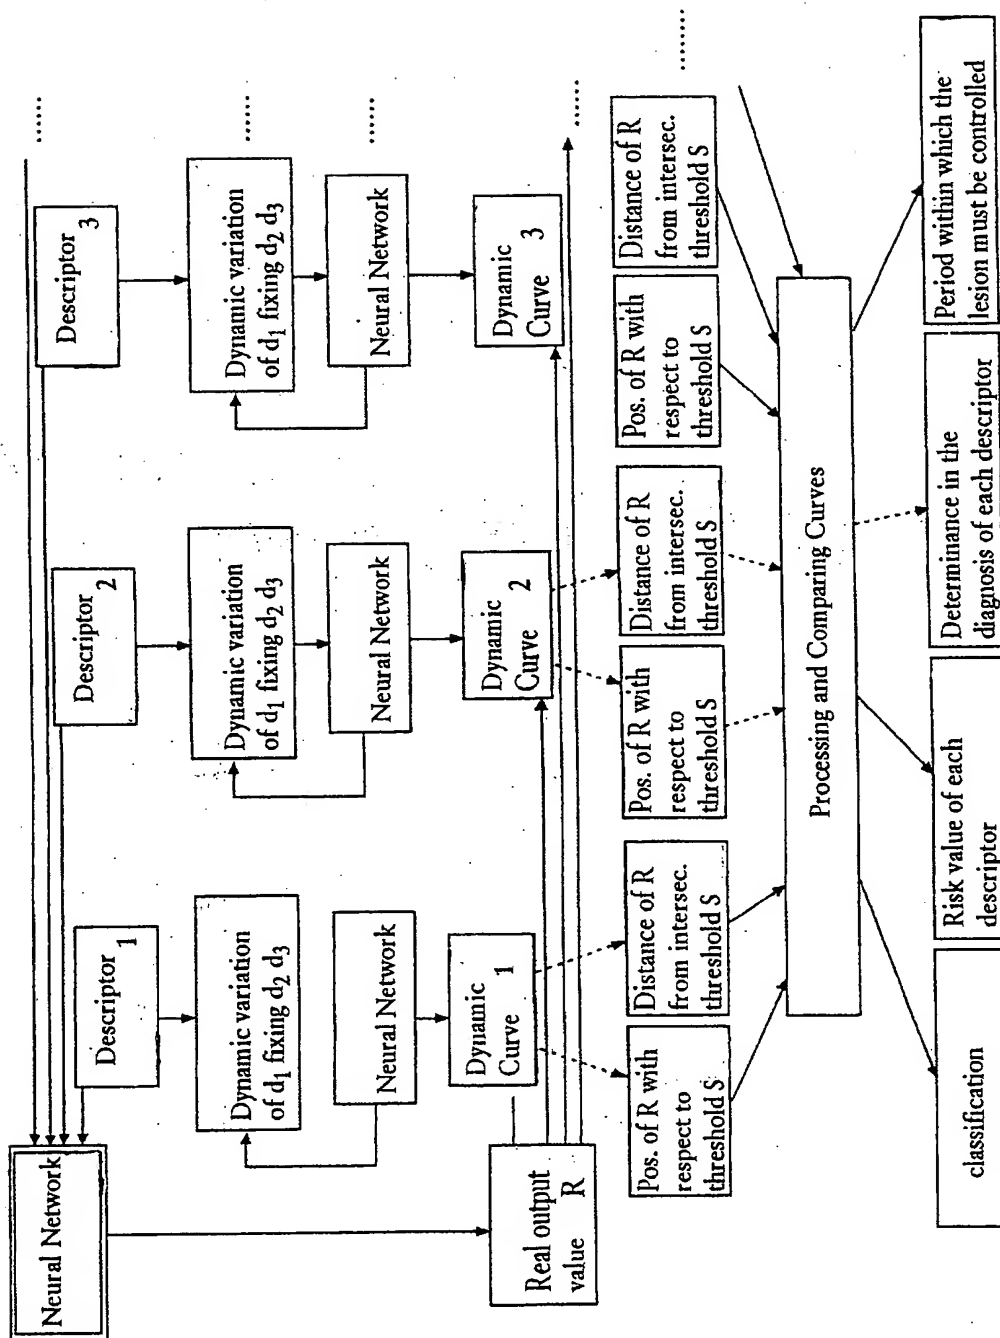 Neural Network
Descriptor
1
Descriptor
2
Descriptor
3
......
Dynamic variation
of d1 fixing d2 d3
Dynamic variation
of d1 fixing d2 d3
Dynamic variation
of d1 fixing d2 d3
......
Neural Network
Neural Network
Neural Network
......
Real output
value R
Dynamic
Curve 1
Dynamic
Curve 2
Dynamic
Curve 3
......
Pos. of R with
respect to
threshold S
Distance of R
from intersec.
threshold S
Pos. of R with
respect to
threshold S
Distance of R
from intersec.
threshold S
Pos. of R with
respect to
threshold S
Distance of R
from intersec.
threshold S
........
Processing and Comparing Curves
classification
Risk value of each
descriptor
Determinance in the
diagnosis of each descriptor
Period within which the
lesion must be controlled